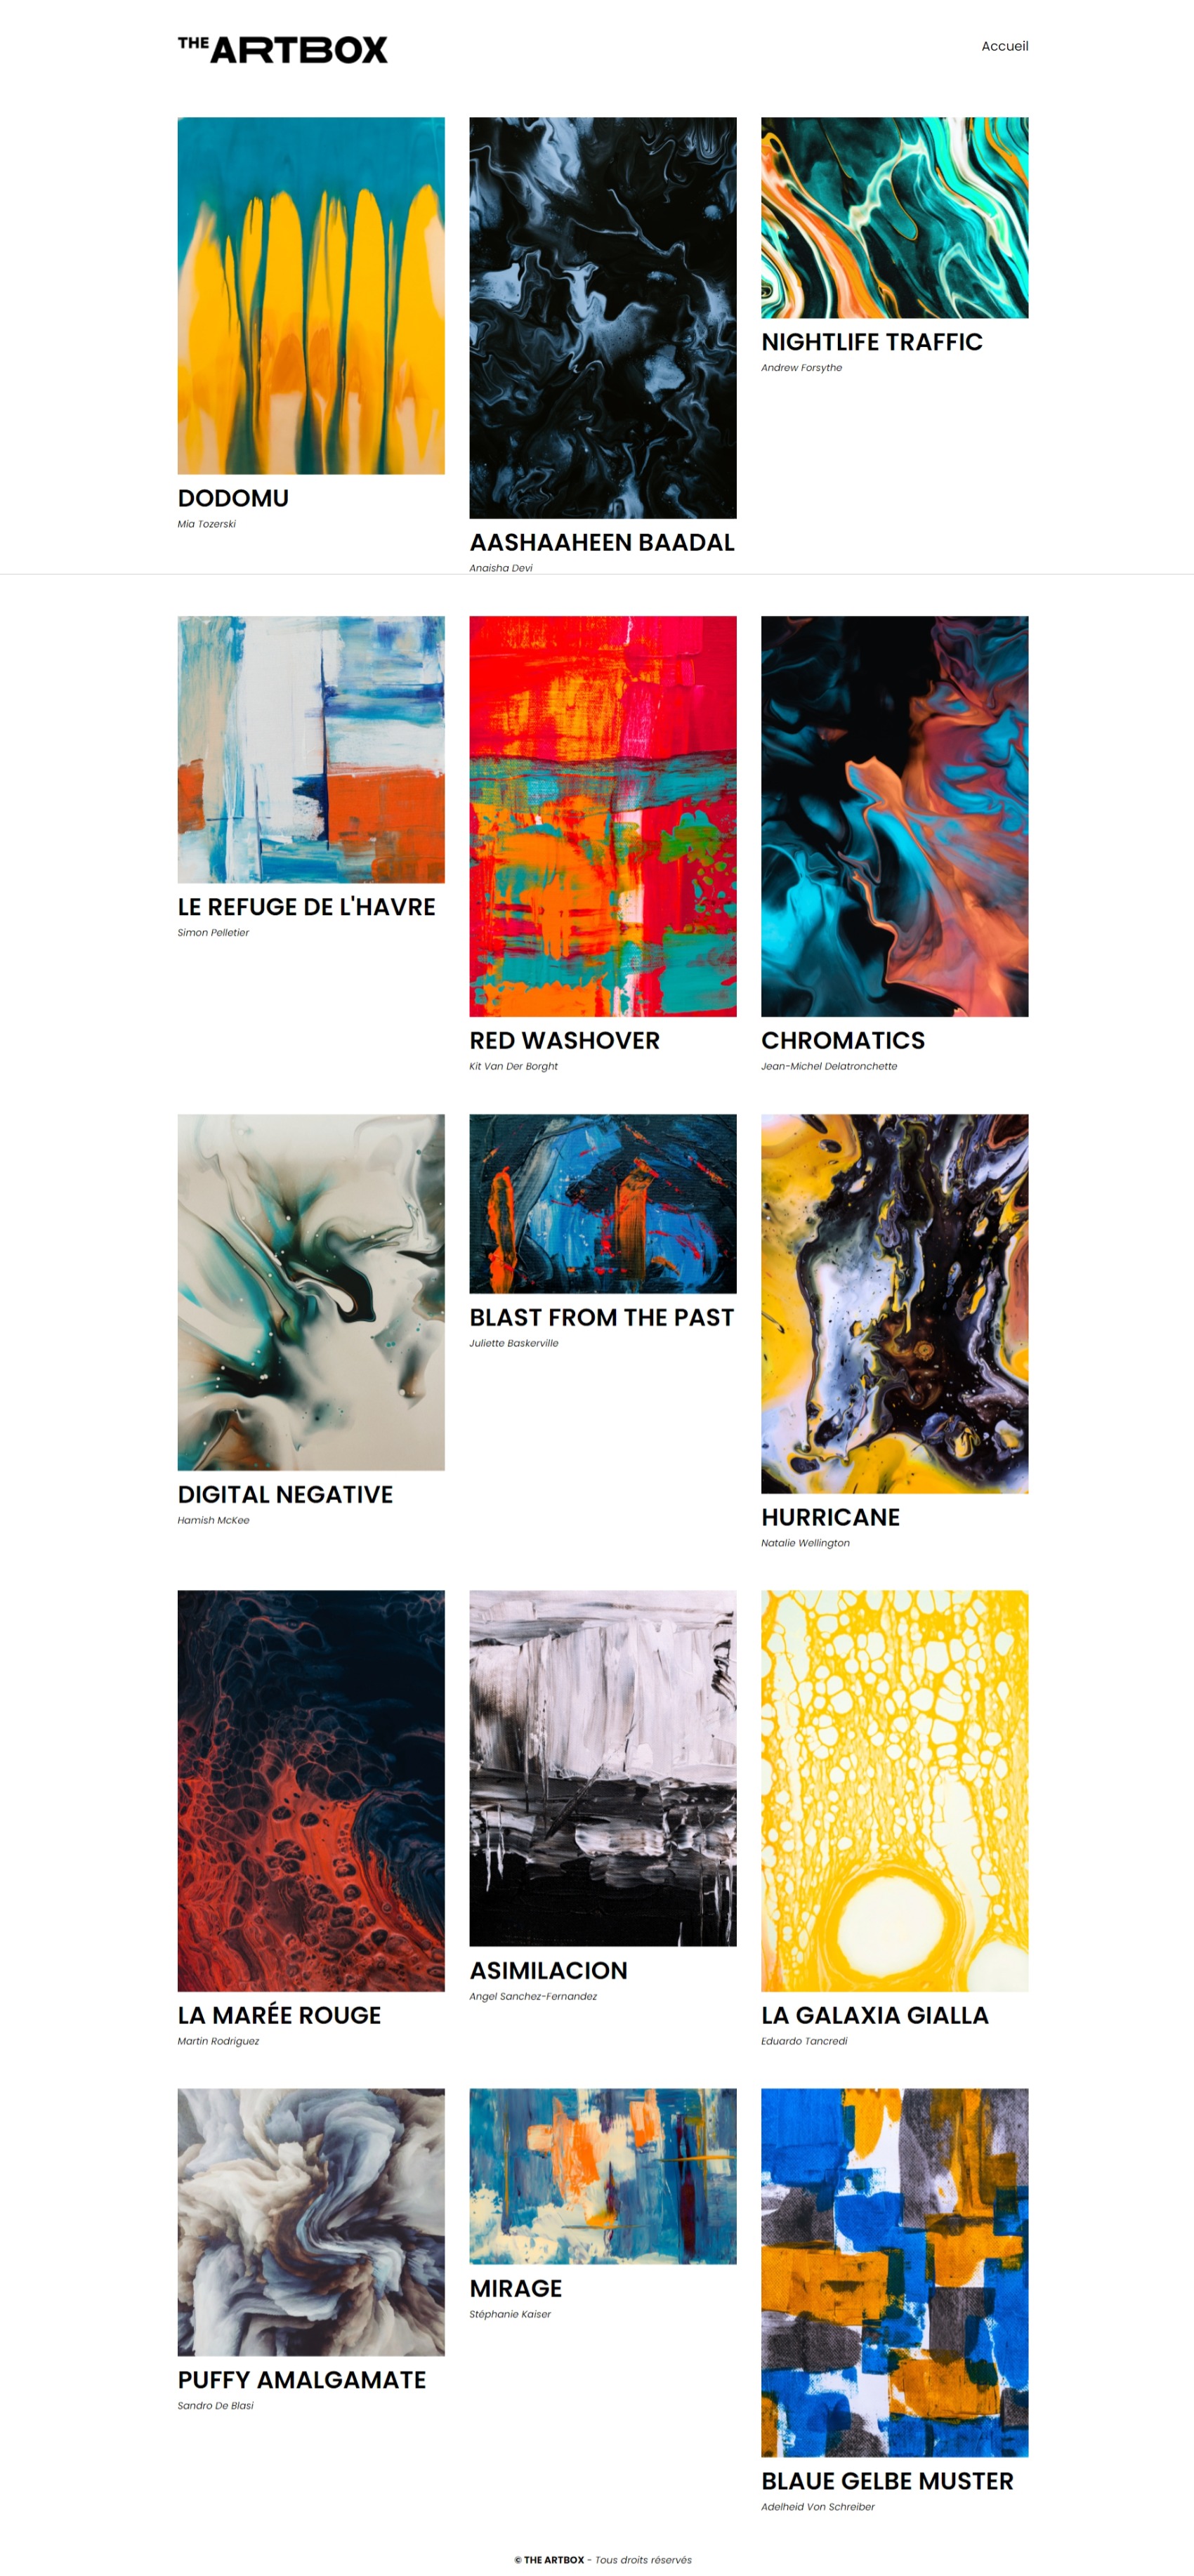 THE ARTBOX
Accueil
DODOMU
Mia Tozerski
AASHAAHEEN BAADAL
Anaisha Devi
NIGHTLIFE TRAFFIC
Andrew Forsythe
LE REFUGE DE L'HAVRE
Simon Pelletier
RED WASHOVER
Kit Van Der Borght
CHROMATICS
Jean-Michel Delatronchette
DIGITAL NEGATIVE
Hamish McKee
BLAST FROM THE PAST
Juliette Baskerville
HURRICANE
Natalie Wellington
LA MARÉE ROUGE
Martin Rodriguez
ASIMILACION
Angel Sanchez-Fernandez
LA GALAXIA GIALLA
Eduardo Tancredi
PUFFY AMALGAMATE
Sandro De Blasi
MIRAGE
Stéphanie Kaiser
BLAUE GELBE MUSTER
Adelheid Von Schreiber
© THE ARTBOX - Tous droits réservés